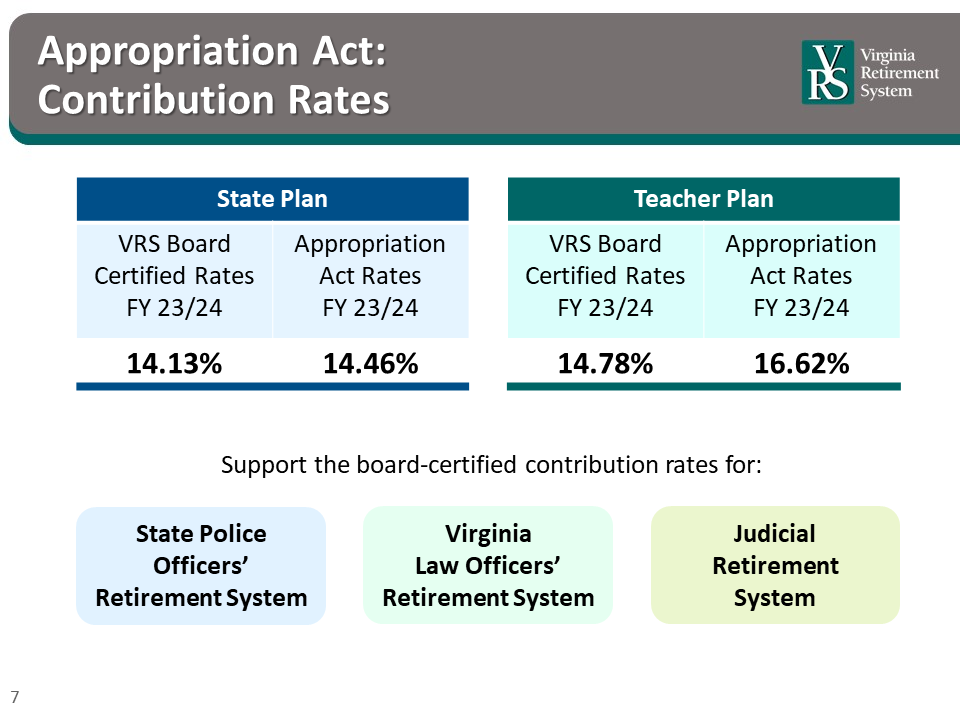 Appropriation Act:
Contribution Rates
VRS
Virginia
Retirement
System
State Plan
VRS Board
Certified Rates
FY 23/24
Appropriation
Act Rates
FY 23/24
14.13%
14.46%
Teacher Plan
VRS Board
Certified Rates
FY 23/24
Appropriation
Act Rates
FY 23/24
14.78%
16.62%
Support the board-certified contribution rates for:
State Police
Officers’
Retirement System
Virginia
Law Officers’
Retirement System
Judicial
Retirement
System
7